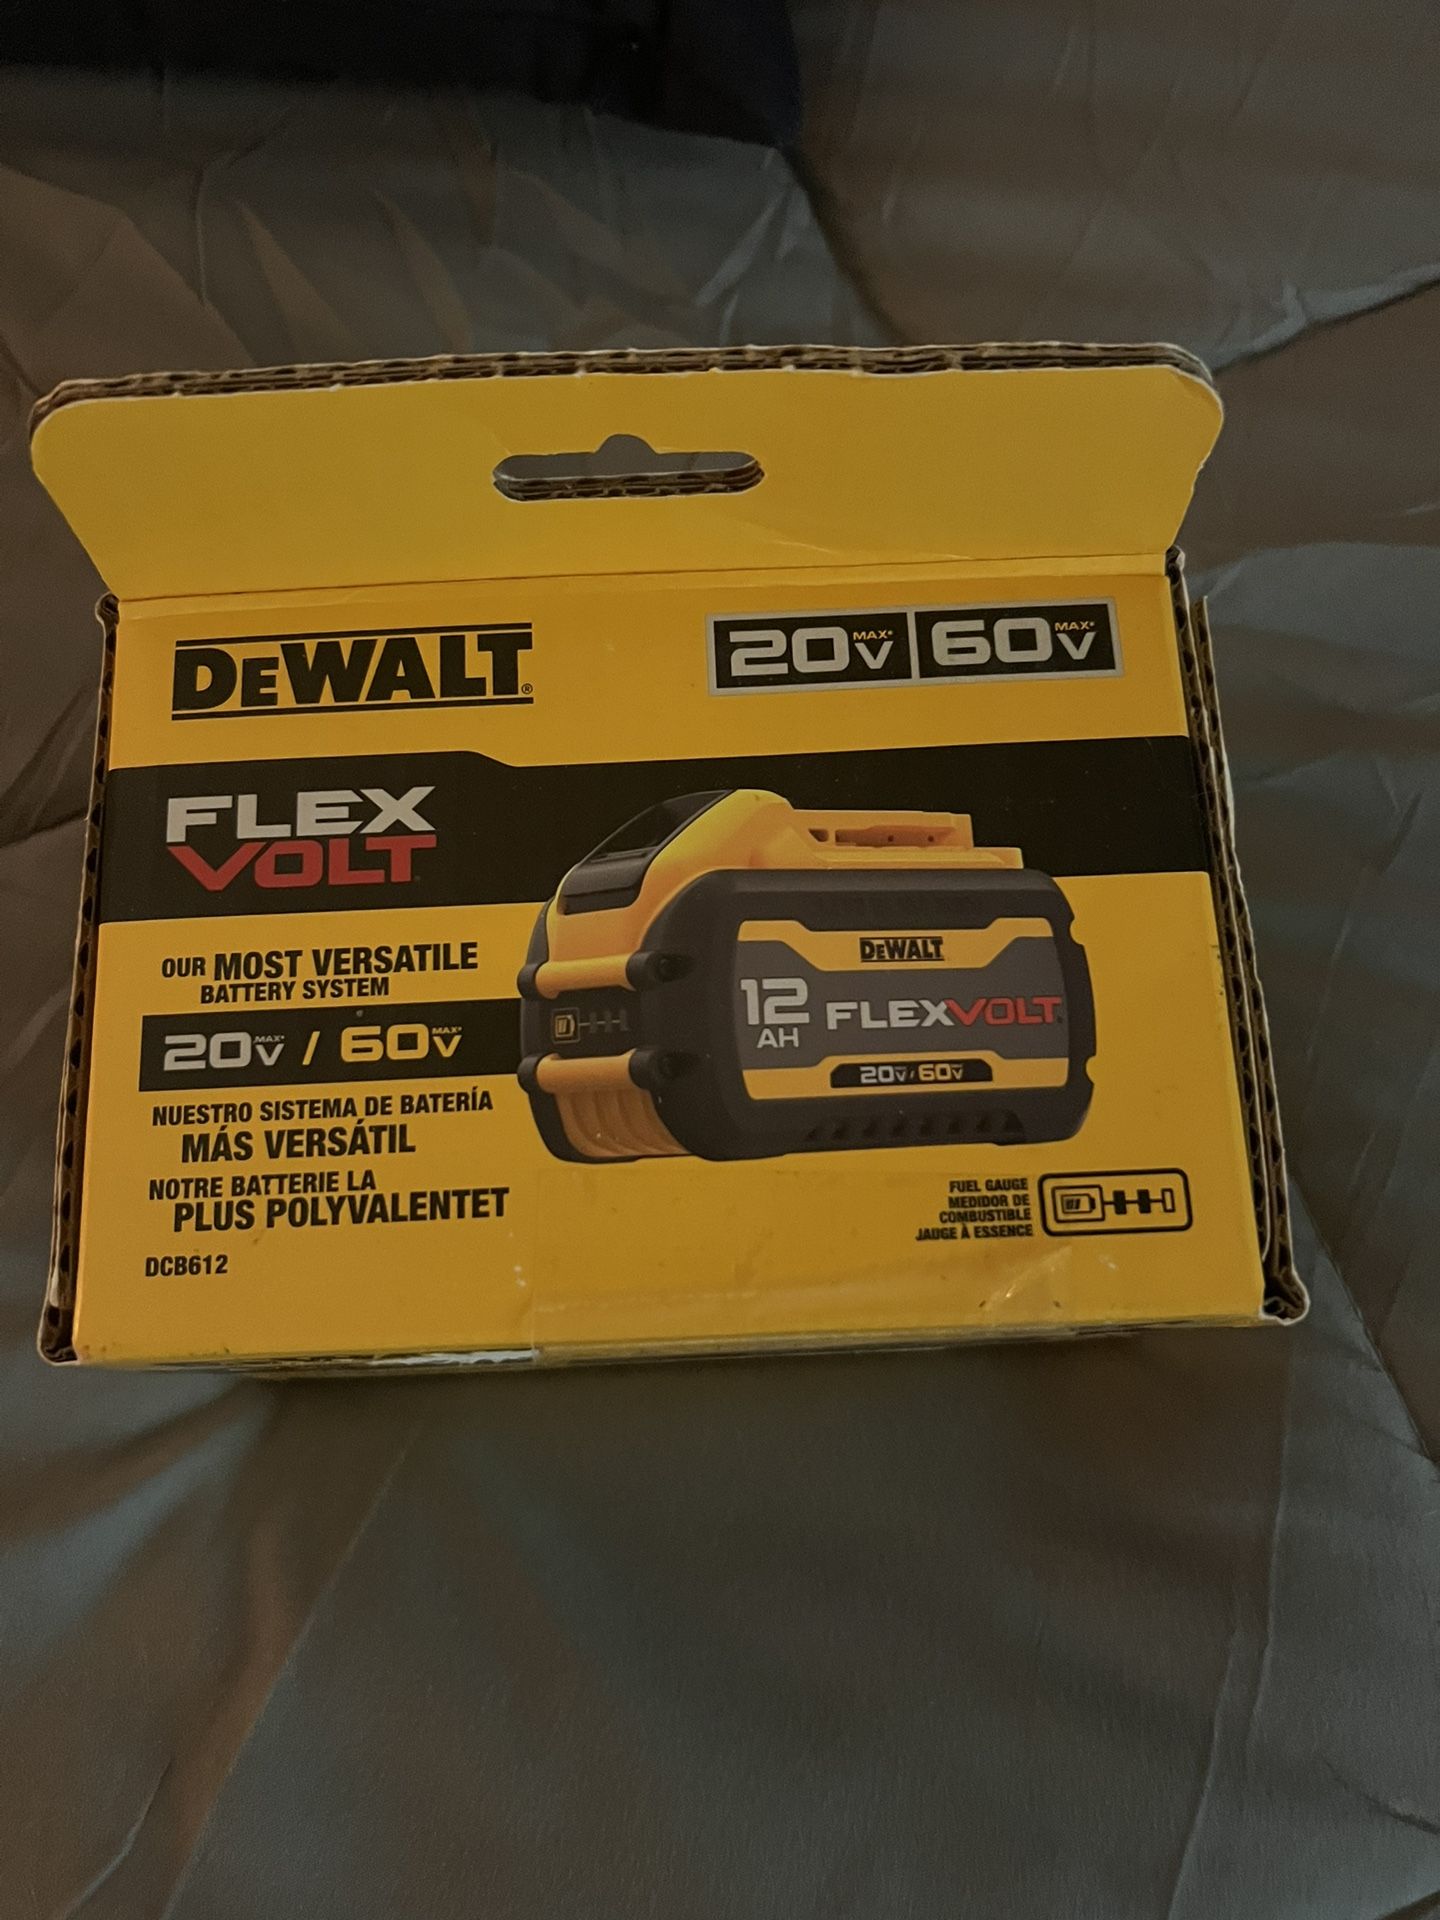 DEWALT®
20V MAX* 60V MAX*
FLEX
VOLT
OUR MOST VERSATILE
BATTERY SYSTEM
20V MAX* / 60V MAX*
NUESTRO SISTEMA DE BATERÍA
MÁS VERSÁTIL
NOTRE BATTERIE LA
PLUS POLYVALENTET
DCB612
DEWALT
12
AH
FLEXVOLT
20V / 60V
FUEL GAUGE
MEDIDOR DE
COMBUSTIBLE
JAUGE À ESSENCE